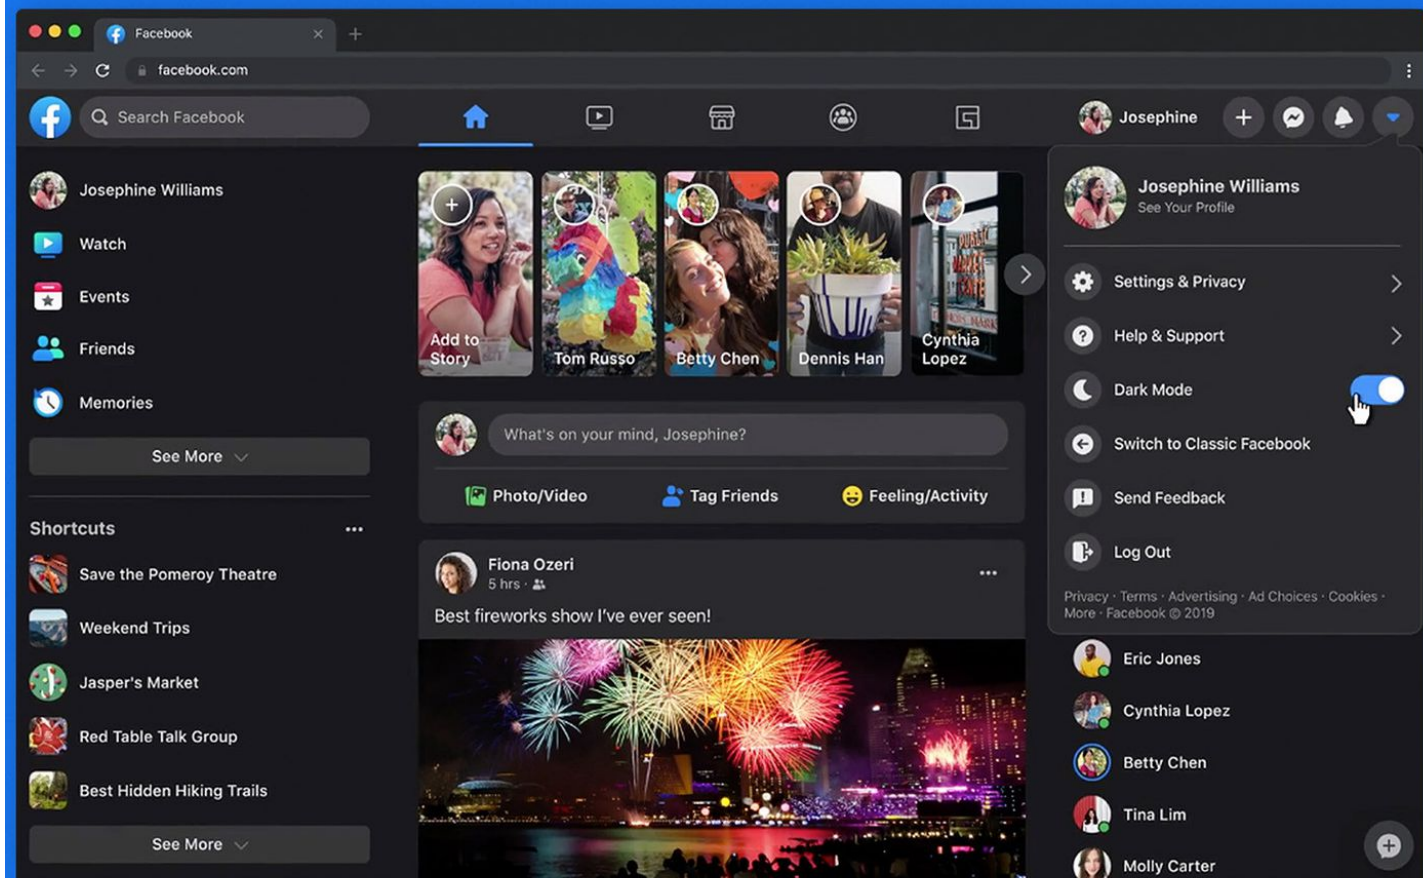 Facebook
facebook.com
Search Facebook
Josephine
Josephine Williams
Watch
Events
Friends
Memories
See More
Shortcuts
Save the Pomeroy Theatre
Weekend Trips
Jasper's Market
Red Table Talk Group
Best Hidden Hiking Trails
See More
Add to
Story
Tom Russo
Betty Chen
Dennis Han
PUBLIC
MARKET
Cynthia
Lopez
What's on your mind, Josephine?
Photo/Video
Tag Friends
Feeling/Activity
Fiona Ozeri
5 hrs ·
Best fireworks show I've ever seen!
Josephine Williams
See Your Profile
Settings & Privacy
Help & Support
Dark Mode
Switch to Classic Facebook
Send Feedback
Log Out
Privacy · Terms · Advertising · Ad Choices · Cookies ·
More · Facebook © 2019
Eric Jones
Cynthia Lopez
Betty Chen
Tina Lim
Molly Carter